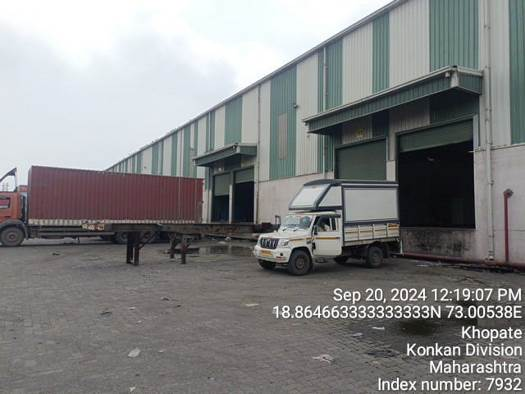 Sep 20, 2024 12:19:07 PM
18.864663333333333N 73.00538E
Khopate
Konkan Division
Maharashtra
Index number: 7932